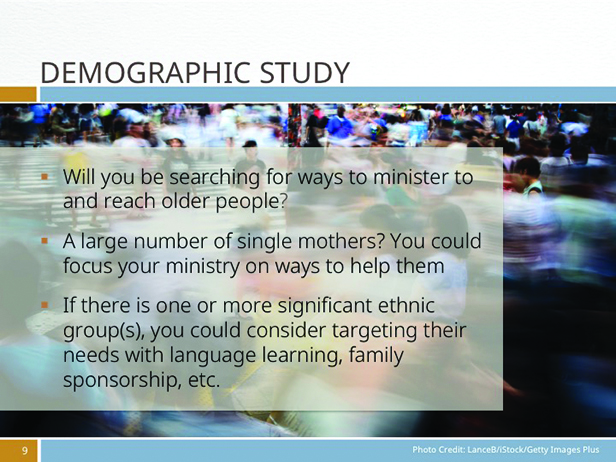 DEMOGRAPHIC STUDY
Will you be searching for ways to minister to
and reach older people?
A large number of single mothers? You could
focus your ministry on ways to help them
If there is one or more significant ethnic
group(s), you could consider targeting their
needs with language learning, family
sponsorship, etc.
9
Photo Credit: LanceB/iStock/Getty Images Plus